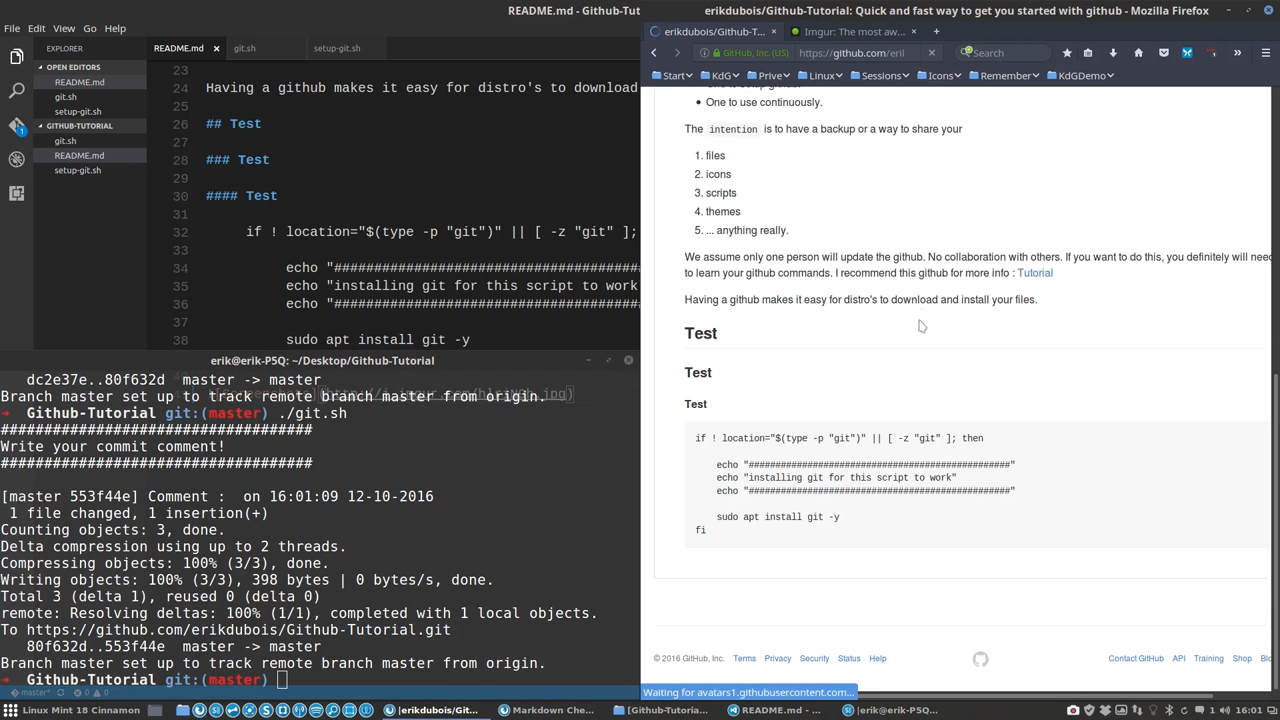 README.md - Github-Tut
erikdubois/Github-Tutorial: Quick and fast way to get you started with github - Mozilla Firefox
File Edit View Go Help
EXPLORER
OPEN EDITORS
README.md
git.sh
setup-git.sh
GITHUB-TUTORIAL
git.sh
README.md
setup-git.sh
1
README.md × git.sh setup-git.sh
23
24 Having a github makes it easy for distro's to download
25
26 ## Test
27
28 ### Test
29
30 #### Test
31
32 if ! location="$(type -p "git")" || [ -z "git" ];
33
34 echo "#################################
35 echo "installing git for this script to work
36 echo "#################################
37
38 sudo apt install git -y
erik@erik-P5Q: ~/Desktop/Github-Tutorial
dc2e37e..80f632d master -> master
Branch master set up to track remote branch master from origin.
➜ Github-Tutorial git:(master) ./git.sh
###################################
Write your commit comment!
###################################
[master 553f44e] Comment : on 16:01:09 12-10-2016
1 file changed, 1 insertion(+)
Counting objects: 3, done.
Delta compression using up to 2 threads.
Compressing objects: 100% (3/3), done.
Writing objects: 100% (3/3), 398 bytes | 0 bytes/s, done.
Total 3 (delta 1), reused 0 (delta 0)
remote: Resolving deltas: 100% (1/1), completed with 1 local objects.
To https://github.com/erikdubois/Github-Tutorial.git
80f632d..553f44e master -> master
Branch master set up to track remote branch master from origin.
➜ Github-Tutorial git:(master)
master* 0 0
erikdubois/Github-T... × Imgur: The most aw... × +
GitHub, Inc. (US) https://github.com/eril × Search
Start KdG Prive Linux Sessions Icons Remember KdGDemo
One to setup github.
One to use continuously.
The intention is to have a backup or a way to share your
1. files
2. icons
3. scripts
4. themes
5. ... anything really.
We assume only one person will update the github. No collaboration with others. If you want to do this, you definitely will need
to learn your github commands. I recommend this github for more info : Tutorial
Having a github makes it easy for distro's to download and install your files.
Test
Test
Test
if ! location="$(type -p "git")" || [ -z "git" ]; then
echo "#################################################"
echo "installing git for this script to work"
echo "#################################################"
sudo apt install git -y
fi
© 2016 GitHub, Inc. Terms Privacy Security Status Help
Contact GitHub API Training Shop Blo
Waiting for avatars1.githubusercontent.com...
Linux Mint 18 Cinnamon |erikdubois/Git... Markdown Che... [Github-Tutoria... README.md - ... |erik@erik-P5Q... 16:01